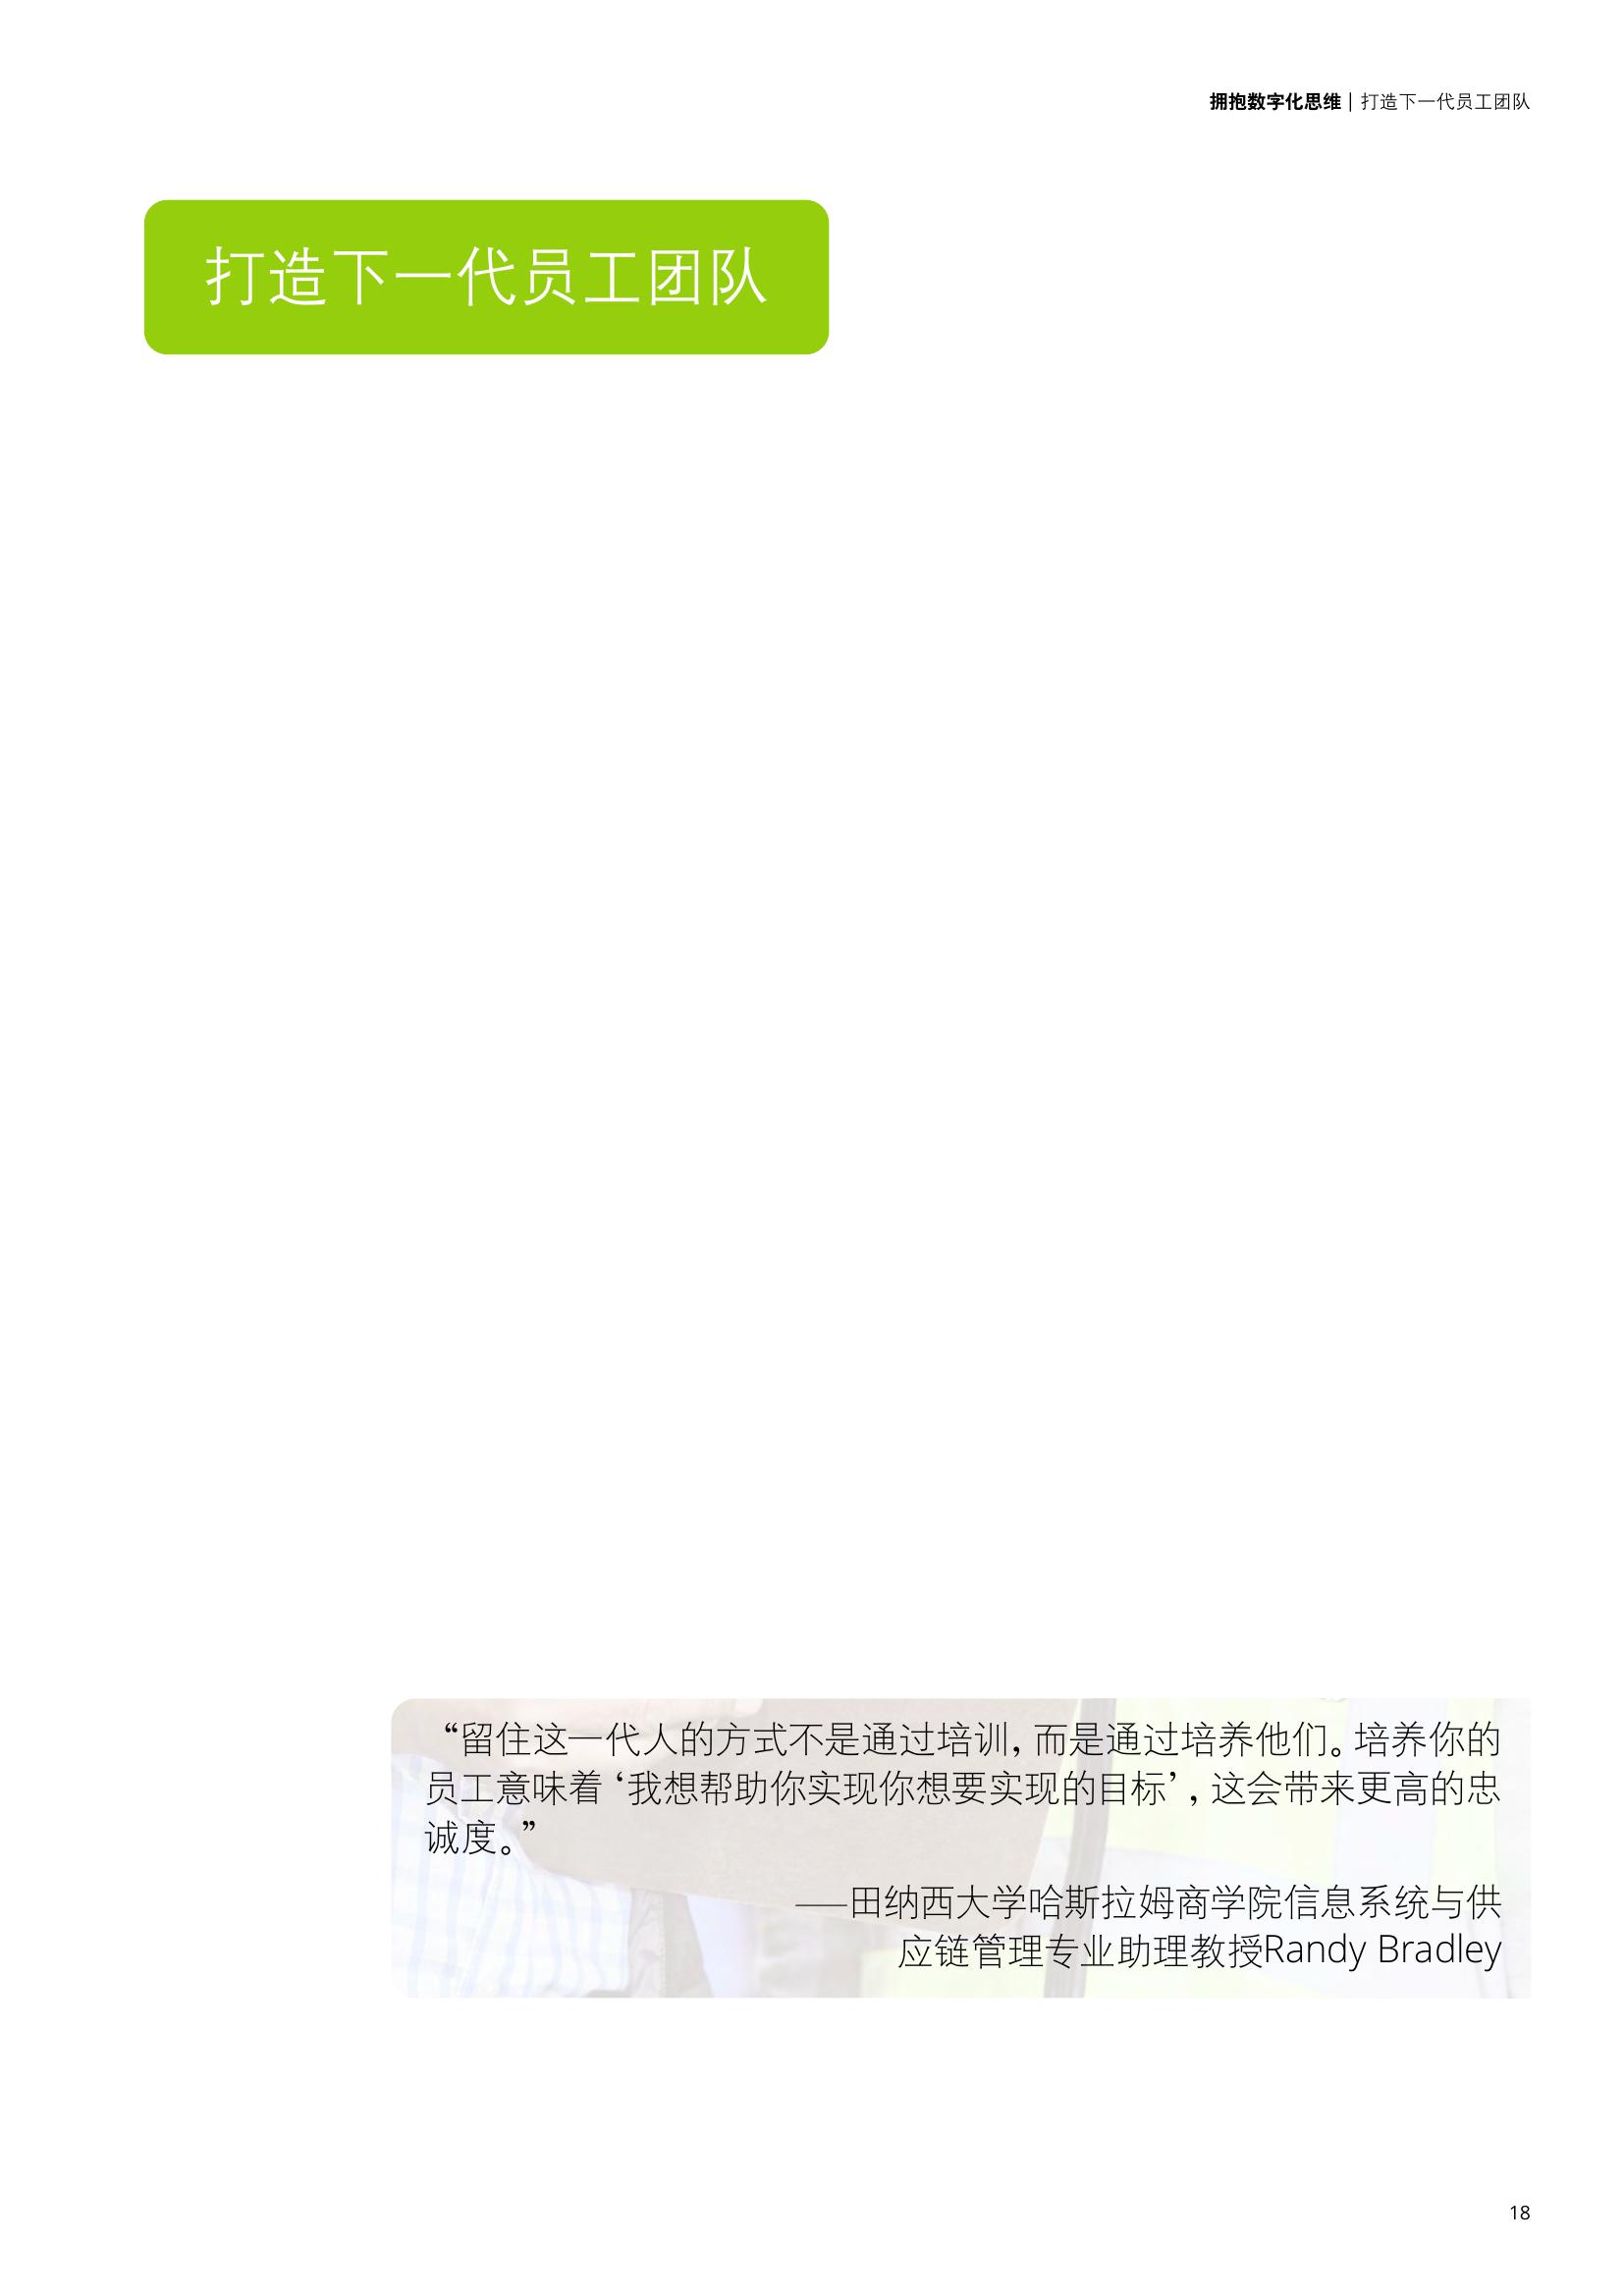 拥抱数字化思维 | 打造下一代员工团队
打造下一代员工团队
“留住这一代人的方式不是通过培训，而是通过培养他们。培养你的
员工意味着‘我想帮助你实现你想要实现的目标’，这会带来更高的忠
诚度。”
——田纳西大学哈斯拉姆商学院信息系统与供
应链管理专业助理教授Randy Bradley
18